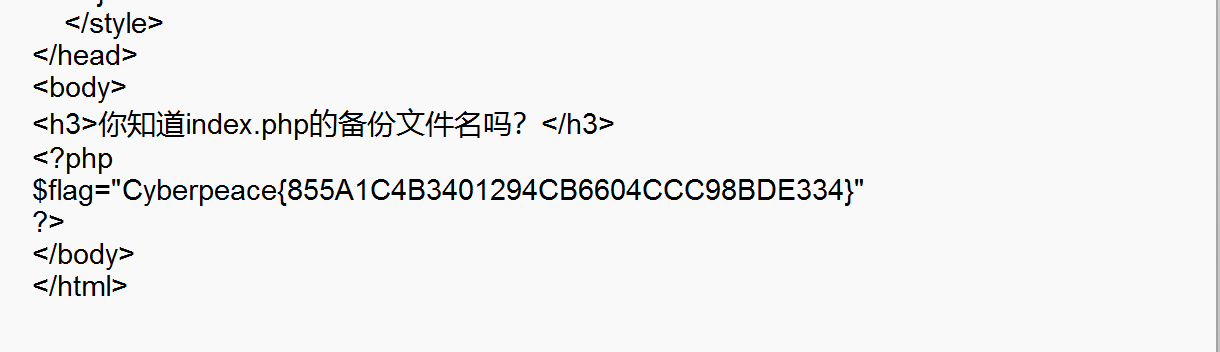 </style>
</head>
<body>
<h3>你知道index.php的备份文件名吗？</h3>
<?php
$flag="Cyberpeace{855A1C4B3401294CB6604CCC98BDE334}"
?>
</body>
</html>